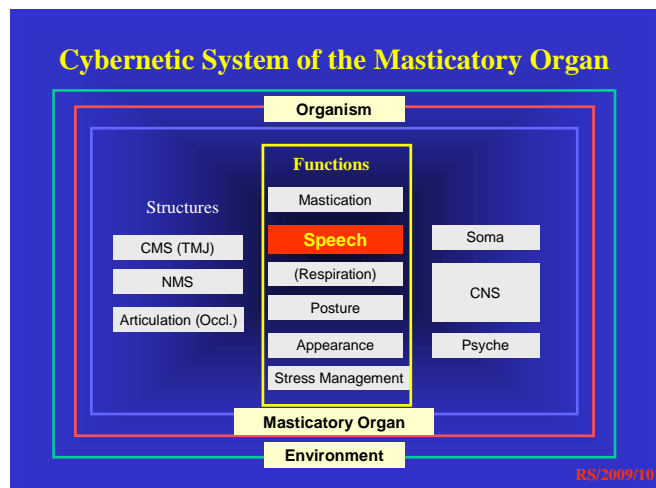 Cybernetic System of the Masticatory Organ
Organism
Functions
Structures
Mastication
Speech
(Respiration)
Posture
Appearance
Stress Management
CMS (TMJ)
NMS
Articulation (Occl.)
Soma
CNS
Psyche
Masticatory Organ
Environment
RS/2009/10